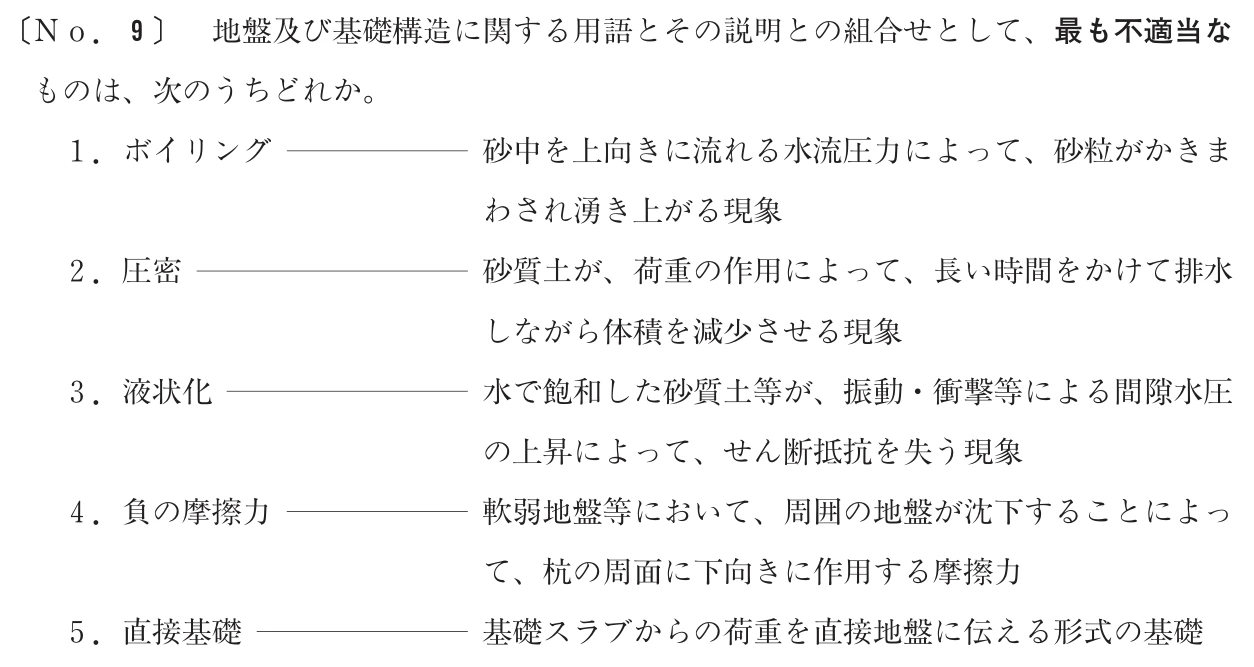 〔Ｎｏ．９〕　地盤及び基礎構造に関する用語とその説明との組合せとして、最も不適当な
ものは、次のうちどれか。
１．ボイリング ―――――― 砂中を上向きに流れる水流圧力によって、砂粒がかきま
わされ湧き上がる現象
２．圧密 ――――――――― 砂質土が、荷重の作用によって、長い時間をかけて排水
しながら体積を減少させる現象
３．液状化 ―――――――― 水で飽和した砂質土等が、振動・衝撃等による間隙水圧
の上昇によって、せん断抵抗を失う現象
４．負の摩擦力 ―――――― 軟弱地盤等において、周囲の地盤が沈下することによっ
て、杭の周面に下向きに作用する摩擦力
５．直接基礎 ――――――― 基礎スラブからの荷重を直接地盤に伝える形式の基礎